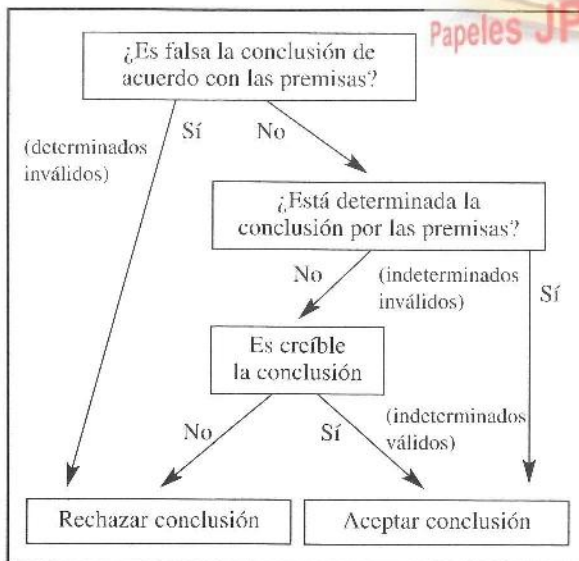 Papeles JP
¿Es falsa la conclusión de
acuerdo con las premisas?
(determinados
inválidos)
Sí
No
¿Está determinada la
conclusión por las premisas?
No
(indeterminados
inválidos)
Sí
Es creíble
la conclusión
No
Sí
(indeterminados
válidos)
Rechazar conclusión
Aceptar conclusión